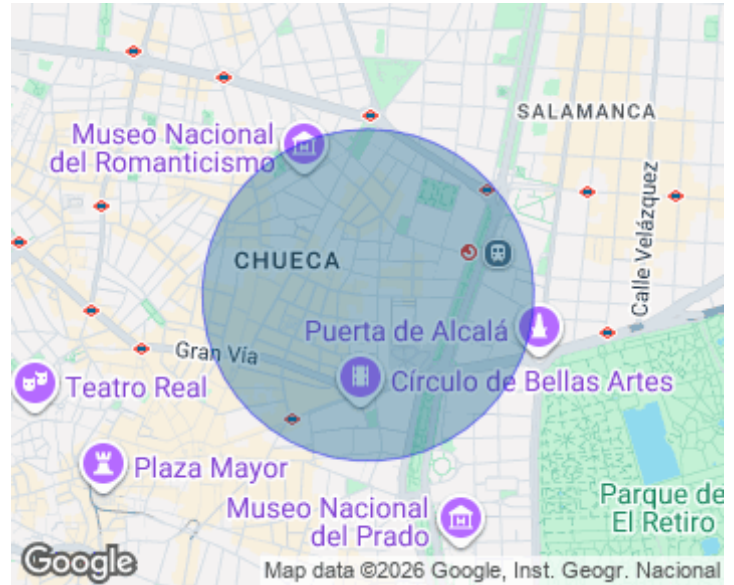 SALAMANCA
Museo Nacional
del Romanticismo
Calle Velázquez
CHUECA
Puerta de Alcalá
Gran Vía
Teatro Real
Círculo de Bellas Artes
Plaza Mayor
Museo Nacional
del Prado
Parque de
El Retiro
Google
Map data ©2026 Google, Inst. Geogr. Nacional